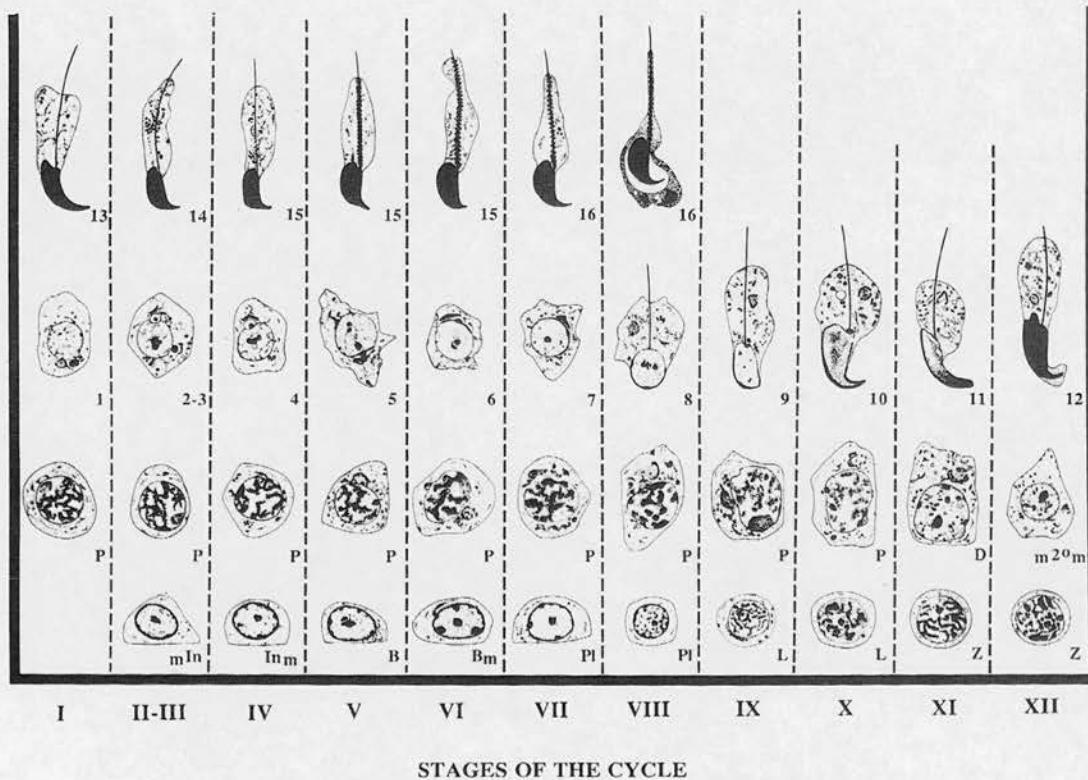 13 14 15 15 15 16 16
1 2-3 4 5 6 7 8 9 10 11 12
P P P P P P P P P D m2ºm
mIn Inm B Bm Pl Pl L L Z Z
I II-III IV V VI VII VIII IX X XI XII
STAGES OF THE CYCLE